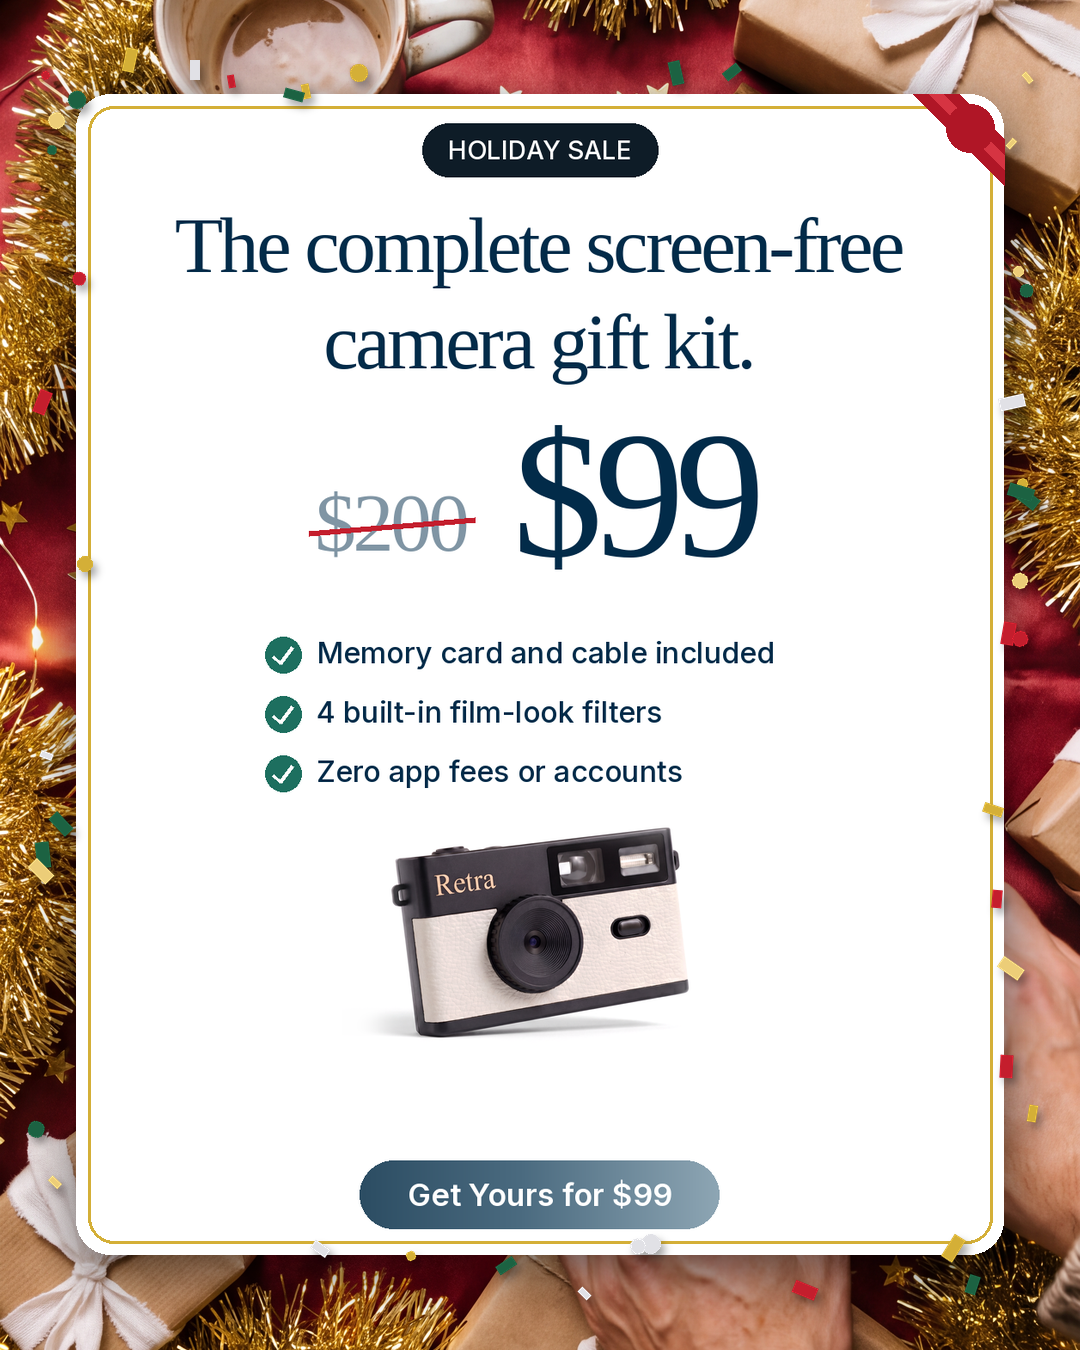 HOLIDAY SALE
The complete screen-free
camera gift kit.
$200 $99
Memory card and cable included
4 built-in film-look filters
Zero app fees or accounts
Retra
Get Yours for $99